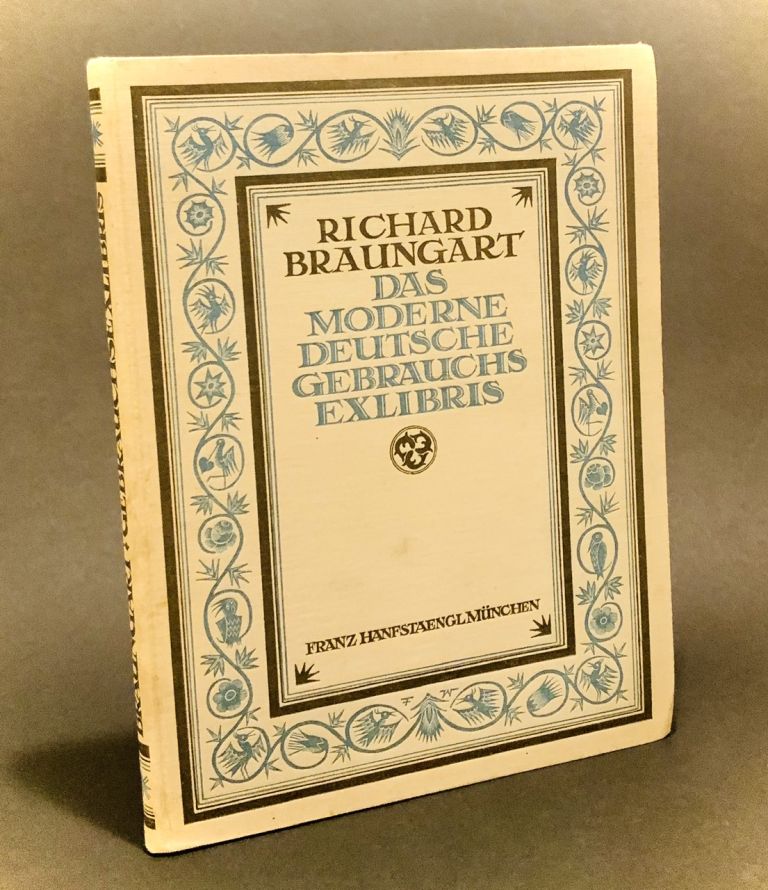 RICHARD
BRAUNGART
DAS
MODERNE
DEUTSCHE
GEBRAUCHS
EXLIBRIS
FRANZ HANFSTAENGL MÜNCHEN
F W